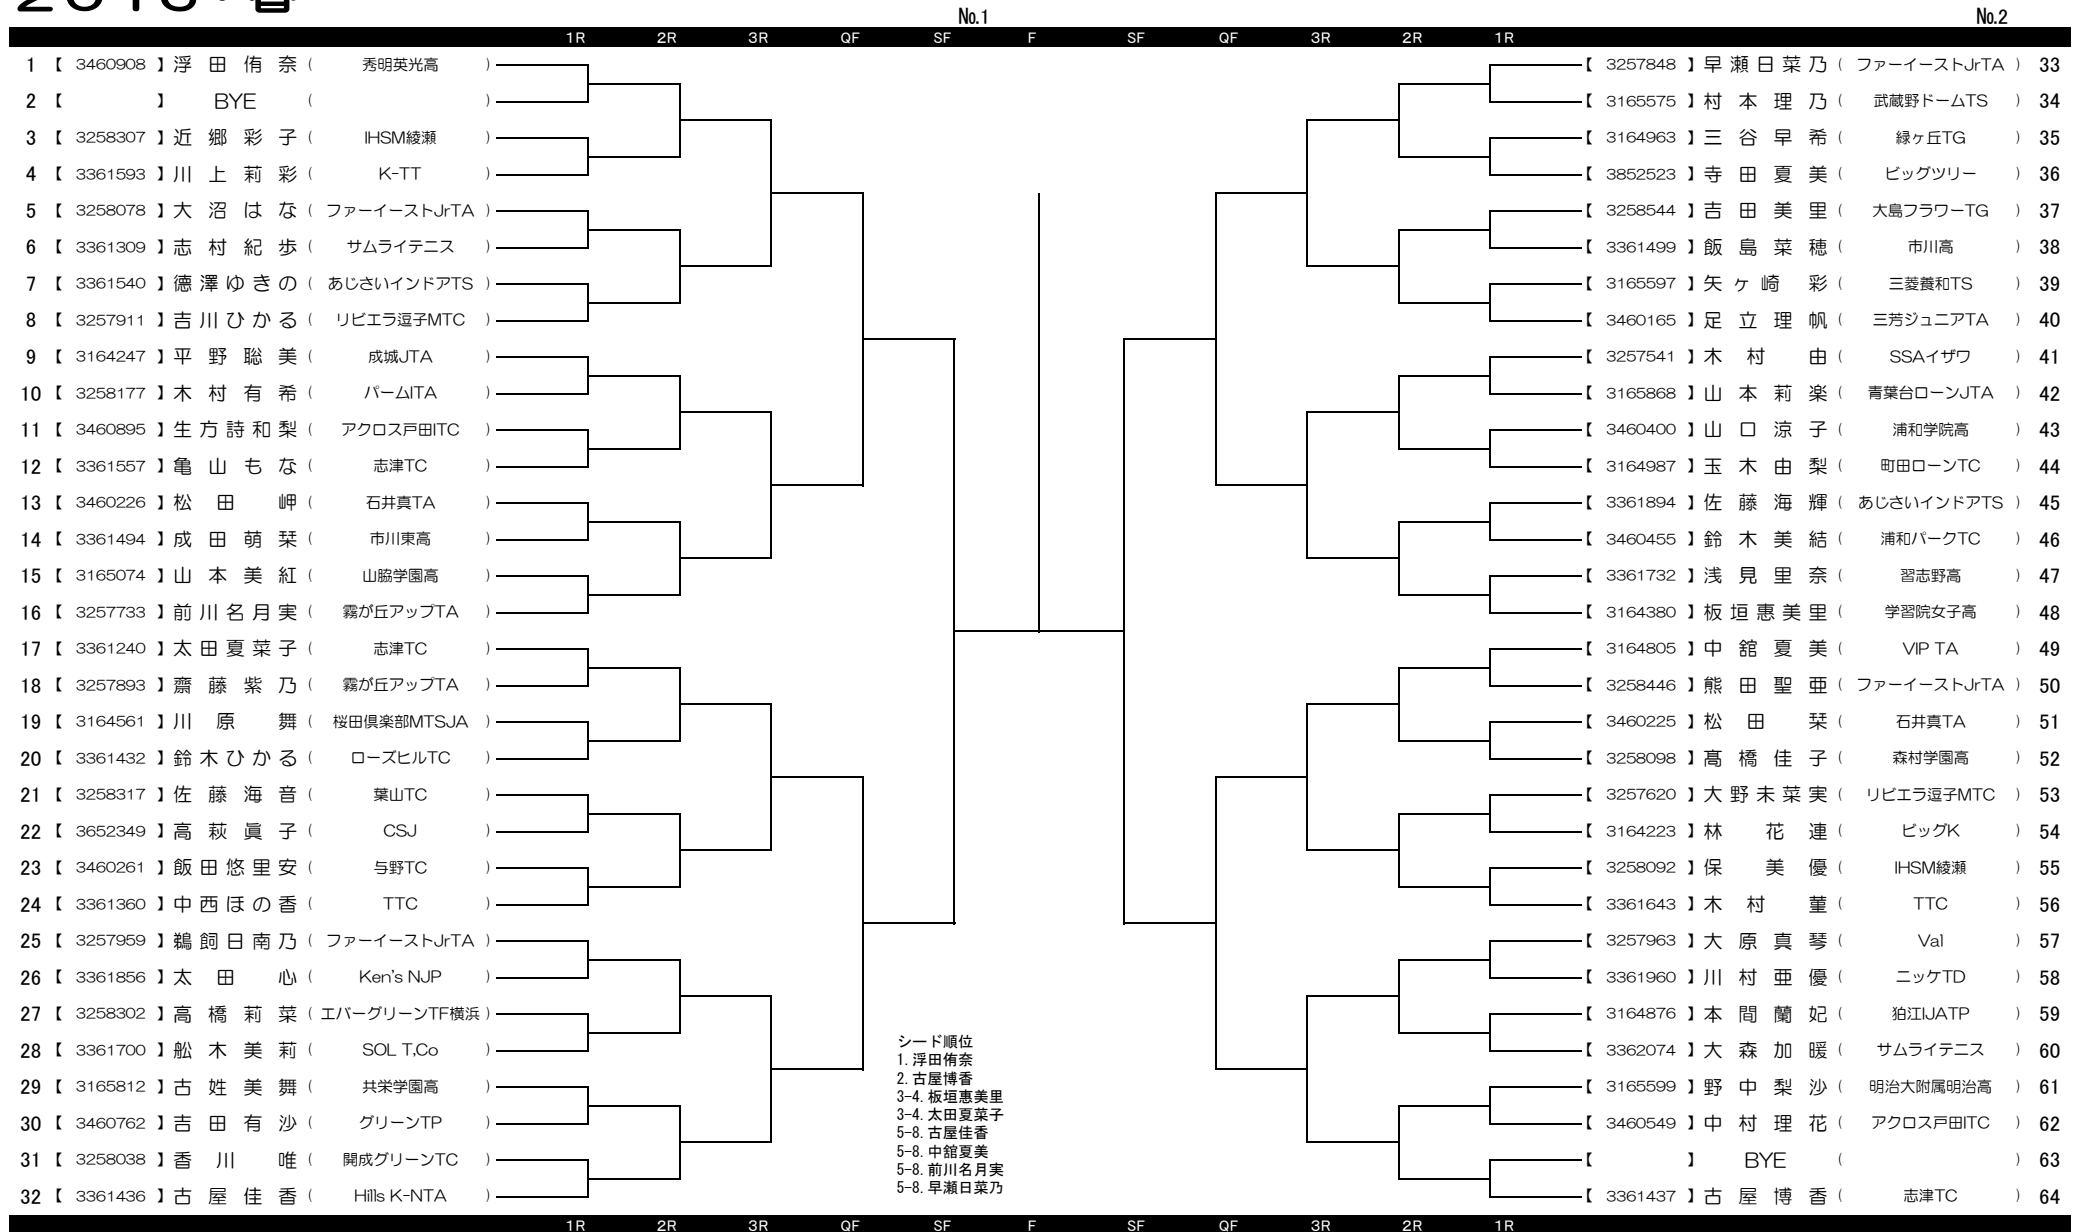 No.1
No.2
1R 2R 3R QF SF F SF QF 3R 2R 1R
1 【 3460908 】 浮田侑奈 ( 秀明英光高 )
2 【 】 BYE ( )
3 【 3258307 】 近郷彩子 ( IHSM綾瀬 )
4 【 3361593 】 川上莉彩 ( K-TT )
5 【 3258078 】 大沼はな ( ファーイーストJrTA )
6 【 3361309 】 志村紀歩 ( サムライテニス )
7 【 3361540 】 德澤ゆきの ( あじさいインドアTS )
8 【 3257911 】 吉川ひかる ( リビエラ逗子MTC )
9 【 3164247 】 平野聡美 ( 成城JTA )
10 【 3258177 】 木村有希 ( パームITA )
11 【 3460895 】 生方詩和梨 ( アクロス戸田ITC )
12 【 3361557 】 亀山もな ( 志津TC )
13 【 3460226 】 松田岬 ( 石井真TA )
14 【 3361494 】 成田萌栞 ( 市川東高 )
15 【 3165074 】 山本美紅 ( 山脇学園高 )
16 【 3257733 】 前川名月実 ( 霧が丘アップTA )
17 【 3361240 】 太田夏菜子 ( 志津TC )
18 【 3257893 】 齋藤紫乃 ( 霧が丘アップTA )
19 【 3164561 】 川原舞 ( 桜田倶楽部MTSJA )
20 【 3361432 】 鈴木ひかる ( ローズヒルTC )
21 【 3258317 】 佐藤海音 ( 葉山TC )
22 【 3652349 】 高萩眞子 ( CSJ )
23 【 3460261 】 飯田悠里安 ( 与野TC )
24 【 3361360 】 中西ほの香 ( TTC )
25 【 3257959 】 鵜飼日南乃 ( ファーイーストJrTA )
26 【 3361856 】 太田心 ( Ken's NJP )
27 【 3258302 】 高橋莉菜 ( エバーグリーンTF横浜 )
28 【 3361700 】 舩木美莉 ( SOL T,Co )
29 【 3165812 】 古姓美舞 ( 共栄学園高 )
30 【 3460762 】 吉田有沙 ( グリーンTP )
31 【 3258038 】 香川唯 ( 開成グリーンTC )
32 【 3361436 】 古屋佳香 ( Hills K-NTA )
シード順位
1. 浮田侑奈
2. 古屋博香
3-4. 板垣惠美里
3-4. 太田夏菜子
5-8. 古屋佳香
5-8. 中舘夏美
5-8. 前川名月実
5-8. 早瀬日菜乃
【 3257848 】 早瀬日菜乃 ( ファーイーストJrTA ) 33
【 3165575 】 村本理乃 ( 武蔵野ドームTS ) 34
【 3164963 】 三谷早希 ( 緑ヶ丘TG ) 35
【 3852523 】 寺田夏美 ( ビッグツリー ) 36
【 3258544 】 吉田美里 ( 大島フラワーTG ) 37
【 3361499 】 飯島菜穂 ( 市川高 ) 38
【 3165597 】 矢ヶ崎彩 ( 三菱養和TS ) 39
【 3460165 】 足立理帆 ( 三芳ジュニアTA ) 40
【 3257541 】 木村由 ( SSAイザワ ) 41
【 3165868 】 山本莉楽 ( 青葉台ローンJTA ) 42
【 3460400 】 山口涼子 ( 浦和学院高 ) 43
【 3164987 】 玉木由梨 ( 町田ローンTC ) 44
【 3361894 】 佐藤海輝 ( あじさいインドアTS ) 45
【 3460455 】 鈴木美結 ( 浦和パークTC ) 46
【 3361732 】 浅見里奈 ( 習志野高 ) 47
【 3164380 】 板垣惠美里 ( 学習院女子高 ) 48
【 3164805 】 中舘夏美 ( VIP TA ) 49
【 3258446 】 熊田聖亜 ( ファーイーストJrTA ) 50
【 3460225 】 松田栞 ( 石井真TA ) 51
【 3258098 】 髙橋佳子 ( 森村学園高 ) 52
【 3257620 】 大野未菜実 ( リビエラ逗子MTC ) 53
【 3164223 】 林花連 ( ビッグK ) 54
【 3258092 】 保美優 ( IHSM綾瀬 ) 55
【 3361643 】 木村菫 ( TTC ) 56
【 3257963 】 大原真琴 ( Val ) 57
【 3361960 】 川村亜優 ( ニッケTD ) 58
【 3164876 】 本間蘭妃 ( 狛江IJATP ) 59
【 3362074 】 大森加暖 ( サムライテニス ) 60
【 3165599 】 野中梨沙 ( 明治大附属明治高 ) 61
【 3460549 】 中村理花 ( アクロス戸田ITC ) 62
【 】 BYE ( ) 63
【 3361437 】 古屋博香 ( 志津TC ) 64
1R 2R 3R QF SF F SF QF 3R 2R 1R